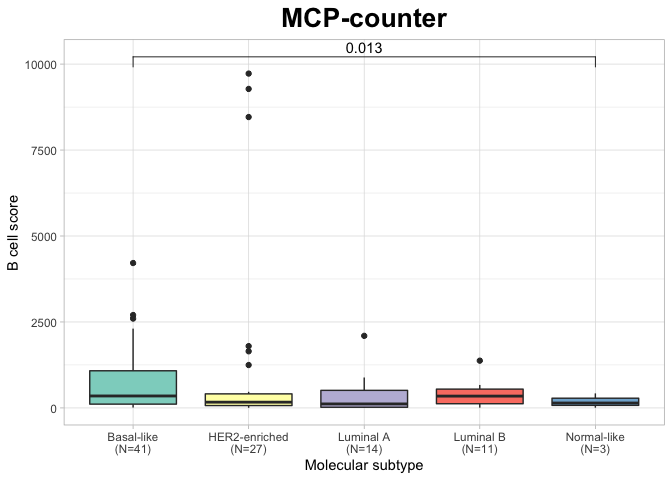 MCP-counter
0.013
10000
7500
5000
2500
0
B cell score
Basal-like HER2-enriched Luminal A Luminal B Normal-like
(N=41) (N=27) (N=14) (N=11) (N=3)
Molecular subtype